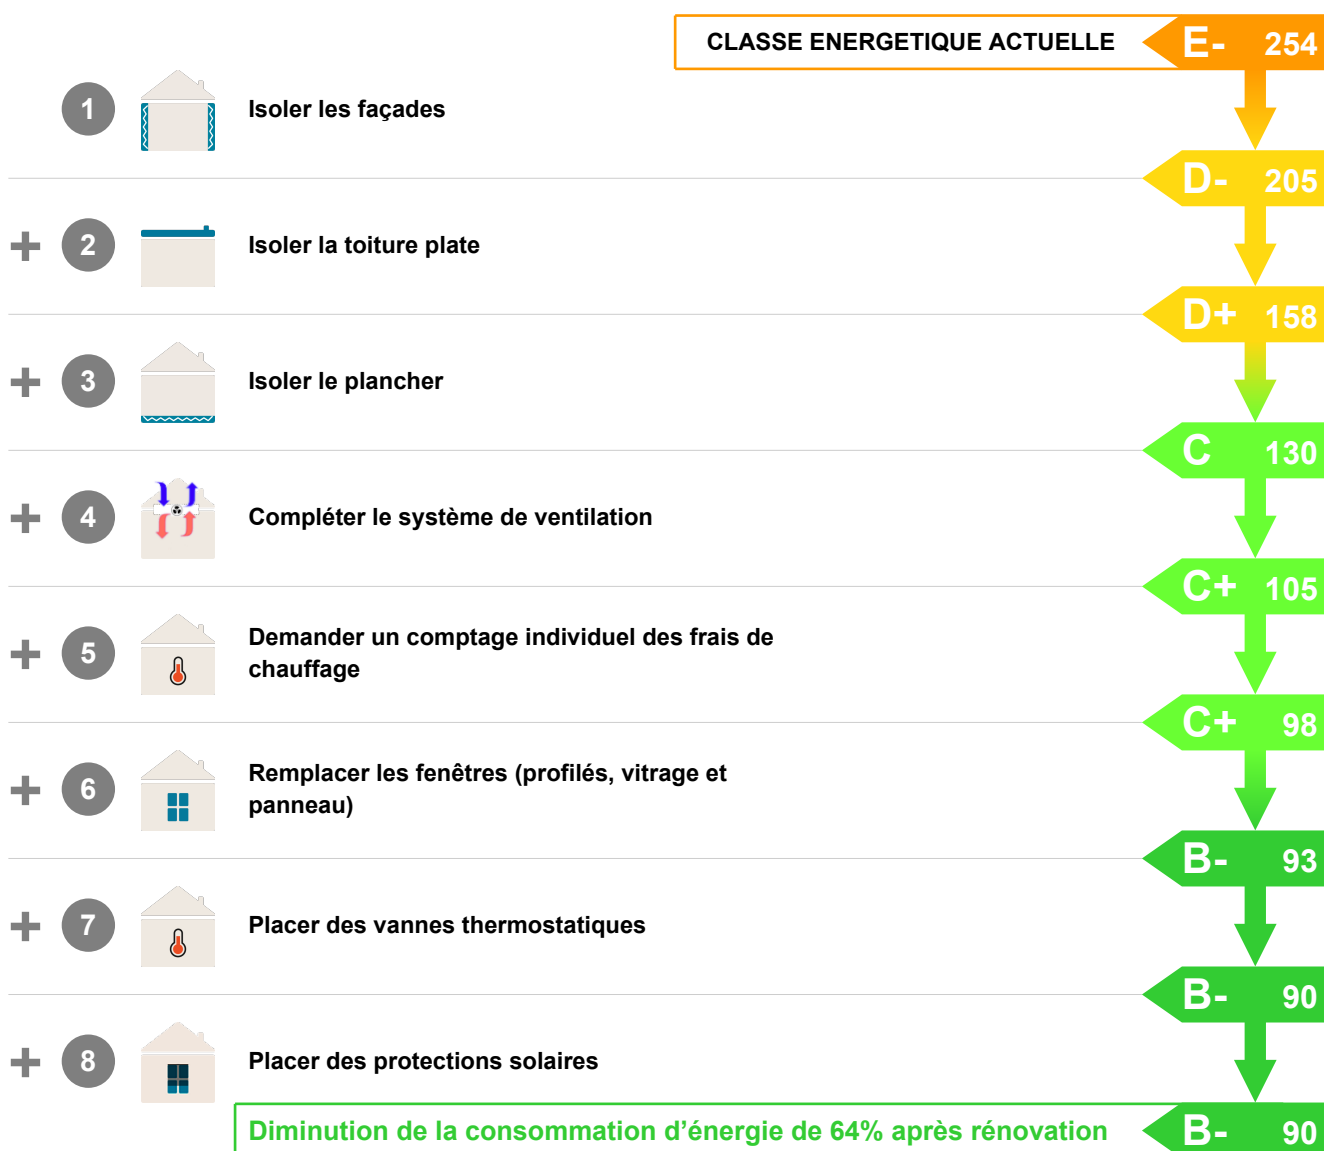 CLASSE ENERGETIQUE ACTUELLE E- 254
1 Isoler les façades
D- 205
+ 2 Isoler la toiture plate
D+ 158
+ 3 Isoler le plancher
C 130
+ 4 Compléter le système de ventilation
C+ 105
+ 5 Demander un comptage individuel des frais de
chauffage
C+ 98
+ 6 Remplacer les fenêtres (profilés, vitrage et
panneau)
B- 93
+ 7 Placer des vannes thermostatiques
B- 90
+ 8 Placer des protections solaires
Diminution de la consommation d’énergie de 64% après rénovation B- 90